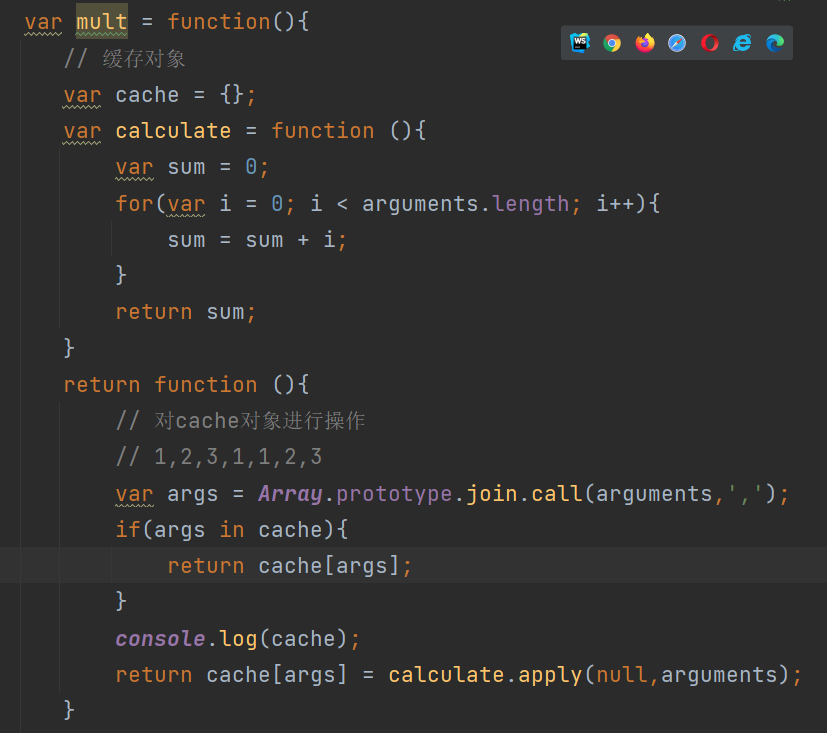 var mult = function(){
// 缓存对象
var cache = {};
var calculate = function (){
var sum = 0;
for(var i = 0; i < arguments.length; i++){
sum = sum + i;
}
return sum;
}
return function (){
// 对cache对象进行操作
// 1,2,3,1,1,2,3
var args = Array.prototype.join.call(arguments,',');
if(args in cache){
return cache[args];
}
console.log(cache);
return cache[args] = calculate.apply(null,arguments);
}